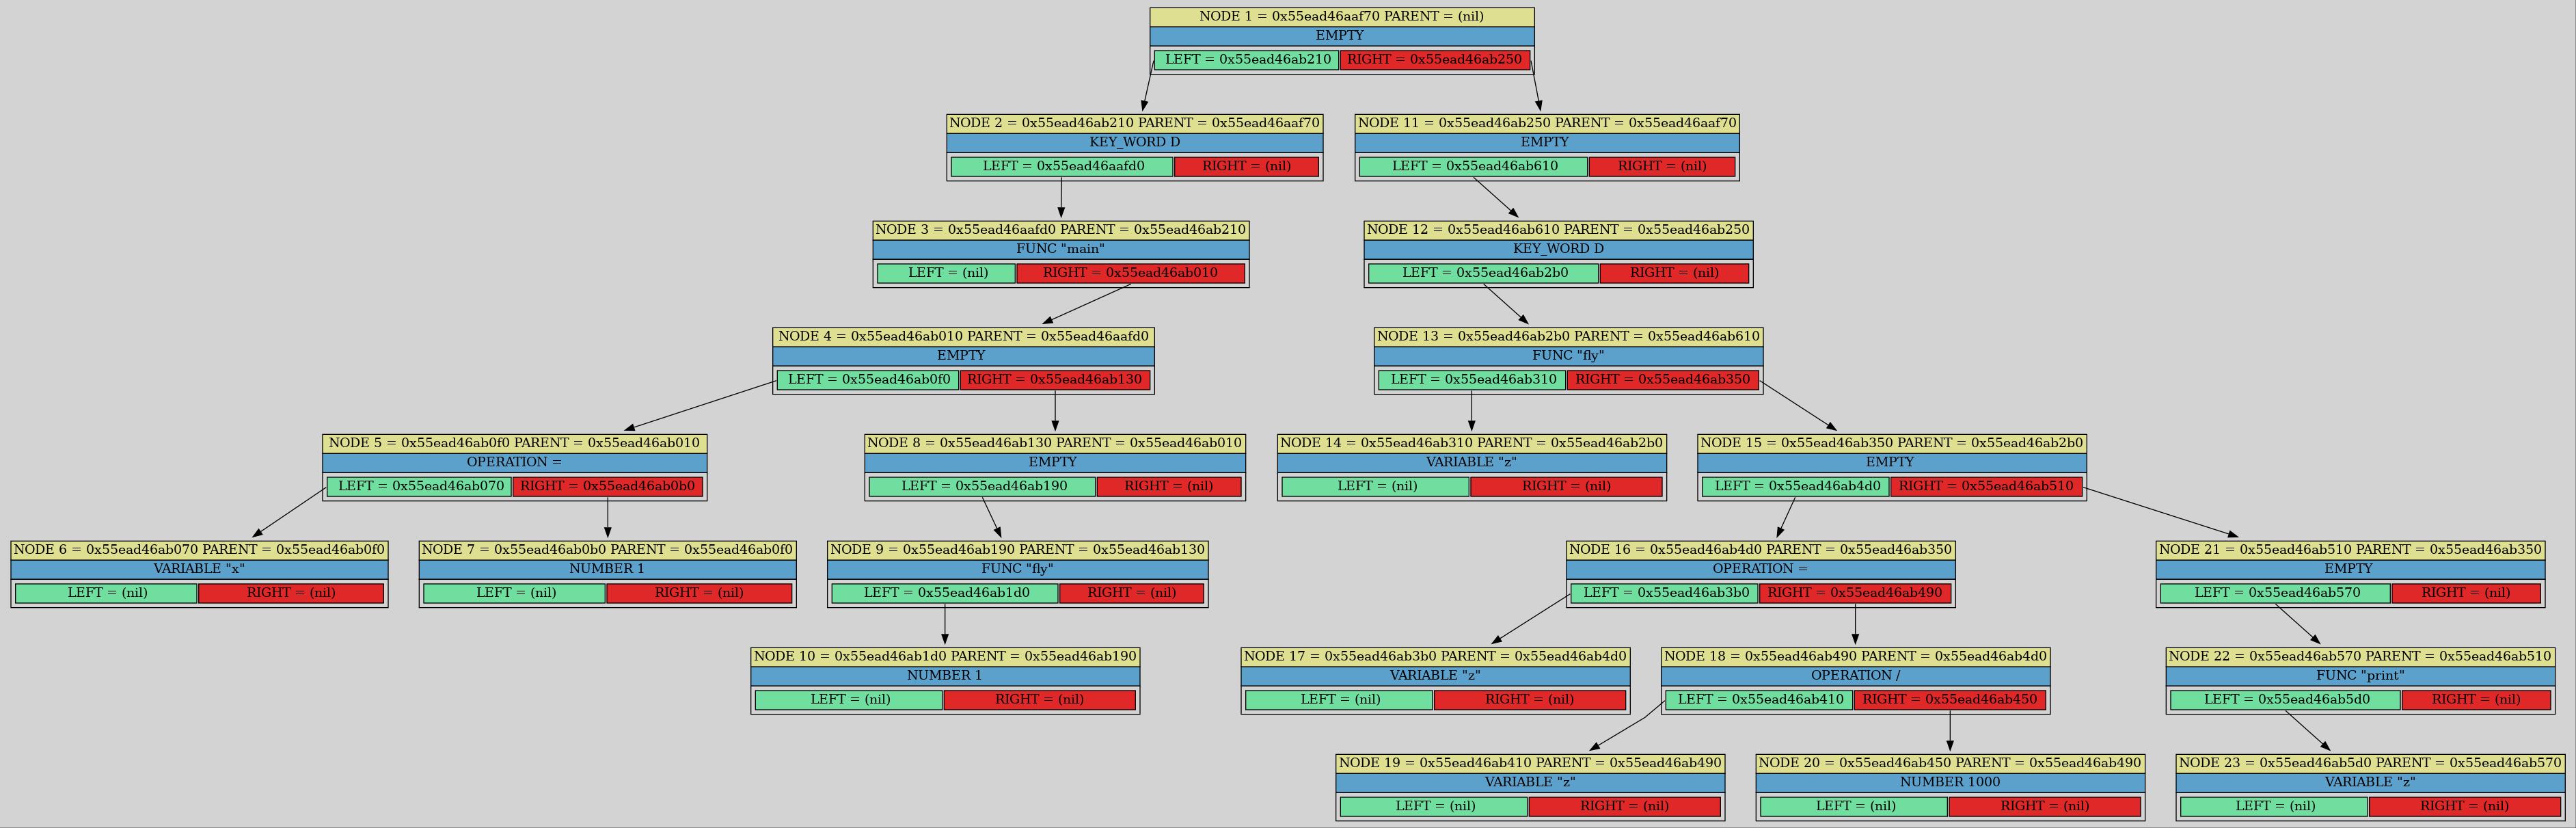 NODE 1 = 0x55ead46aaf70 PARENT = (nil)
EMPTY
LEFT = 0x55ead46ab210 RIGHT = 0x55ead46ab250
NODE 2 = 0x55ead46ab210 PARENT = 0x55ead46aaf70
KEY_WORD D
LEFT = 0x55ead46aafd0 RIGHT = (nil)
NODE 11 = 0x55ead46ab250 PARENT = 0x55ead46aaf70
EMPTY
LEFT = 0x55ead46ab610 RIGHT = (nil)
NODE 3 = 0x55ead46aafd0 PARENT = 0x55ead46ab210
FUNC "main"
LEFT = (nil) RIGHT = 0x55ead46ab010
NODE 12 = 0x55ead46ab610 PARENT = 0x55ead46ab250
KEY_WORD D
LEFT = 0x55ead46ab2b0 RIGHT = (nil)
NODE 4 = 0x55ead46ab010 PARENT = 0x55ead46aafd0
EMPTY
LEFT = 0x55ead46ab0f0 RIGHT = 0x55ead46ab130
NODE 13 = 0x55ead46ab2b0 PARENT = 0x55ead46ab610
FUNC "fly"
LEFT = 0x55ead46ab310 RIGHT = 0x55ead46ab350
NODE 5 = 0x55ead46ab0f0 PARENT = 0x55ead46ab010
OPERATION =
LEFT = 0x55ead46ab070 RIGHT = 0x55ead46ab0b0
NODE 8 = 0x55ead46ab130 PARENT = 0x55ead46ab010
EMPTY
LEFT = 0x55ead46ab190 RIGHT = (nil)
NODE 14 = 0x55ead46ab310 PARENT = 0x55ead46ab2b0
VARIABLE "z"
LEFT = (nil) RIGHT = (nil)
NODE 15 = 0x55ead46ab350 PARENT = 0x55ead46ab2b0
EMPTY
LEFT = 0x55ead46ab4d0 RIGHT = 0x55ead46ab510
NODE 6 = 0x55ead46ab070 PARENT = 0x55ead46ab0f0
VARIABLE "x"
LEFT = (nil) RIGHT = (nil)
NODE 7 = 0x55ead46ab0b0 PARENT = 0x55ead46ab0f0
NUMBER 1
LEFT = (nil) RIGHT = (nil)
NODE 9 = 0x55ead46ab190 PARENT = 0x55ead46ab130
FUNC "fly"
LEFT = 0x55ead46ab1d0 RIGHT = (nil)
NODE 16 = 0x55ead46ab4d0 PARENT = 0x55ead46ab350
OPERATION =
LEFT = 0x55ead46ab3b0 RIGHT = 0x55ead46ab490
NODE 21 = 0x55ead46ab510 PARENT = 0x55ead46ab350
EMPTY
LEFT = 0x55ead46ab570 RIGHT = (nil)
NODE 10 = 0x55ead46ab1d0 PARENT = 0x55ead46ab190
NUMBER 1
LEFT = (nil) RIGHT = (nil)
NODE 17 = 0x55ead46ab3b0 PARENT = 0x55ead46ab4d0
VARIABLE "z"
LEFT = (nil) RIGHT = (nil)
NODE 18 = 0x55ead46ab490 PARENT = 0x55ead46ab4d0
OPERATION /
LEFT = 0x55ead46ab410 RIGHT = 0x55ead46ab450
NODE 22 = 0x55ead46ab570 PARENT = 0x55ead46ab510
FUNC "print"
LEFT = 0x55ead46ab5d0 RIGHT = (nil)
NODE 19 = 0x55ead46ab410 PARENT = 0x55ead46ab490
VARIABLE "z"
LEFT = (nil) RIGHT = (nil)
NODE 20 = 0x55ead46ab450 PARENT = 0x55ead46ab490
NUMBER 1000
LEFT = (nil) RIGHT = (nil)
NODE 23 = 0x55ead46ab5d0 PARENT = 0x55ead46ab570
VARIABLE "z"
LEFT = (nil) RIGHT = (nil)